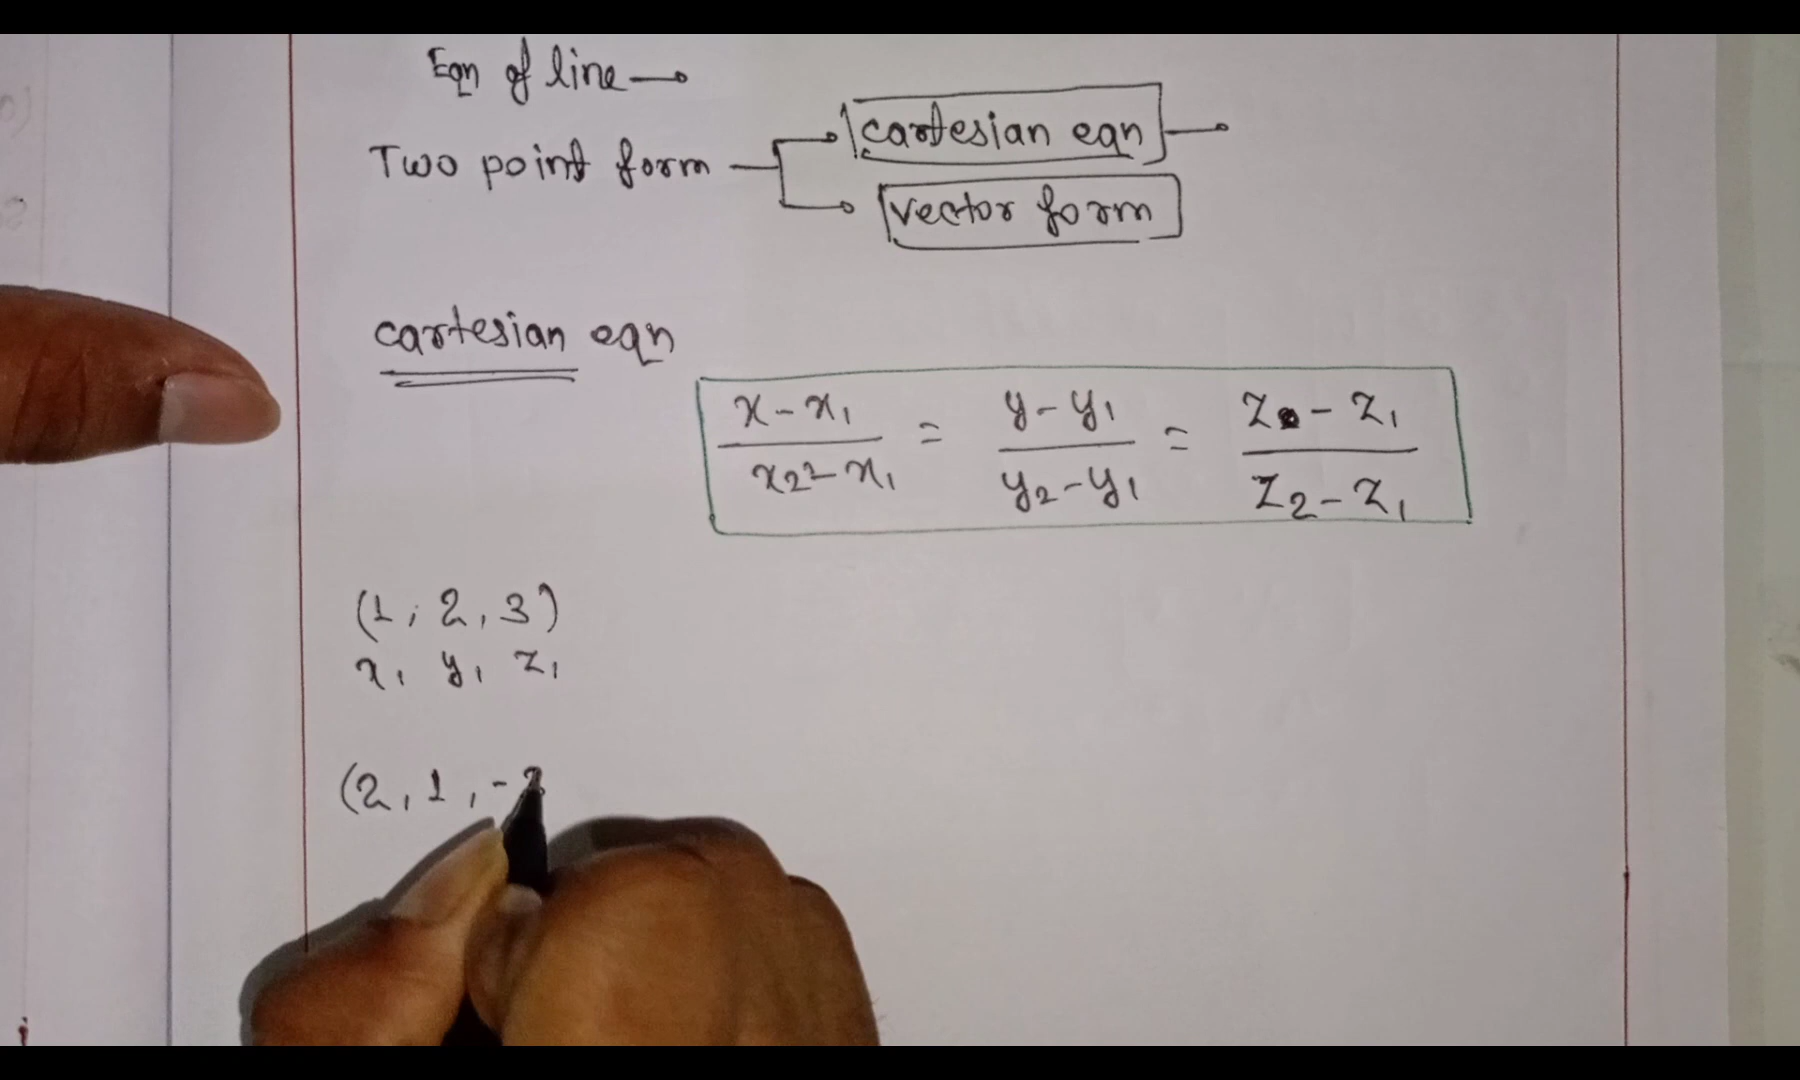 Eqn of line
Two point form
cartesian eqn
vector form
cartesian eqn
x - x₁ / x₂ - x₁ = y - y₁ / y₂ - y₁ = z - z₁ / z₂ - z₁
(1, 2, 3)
x₁ y₁ z₁
(2, 1, -